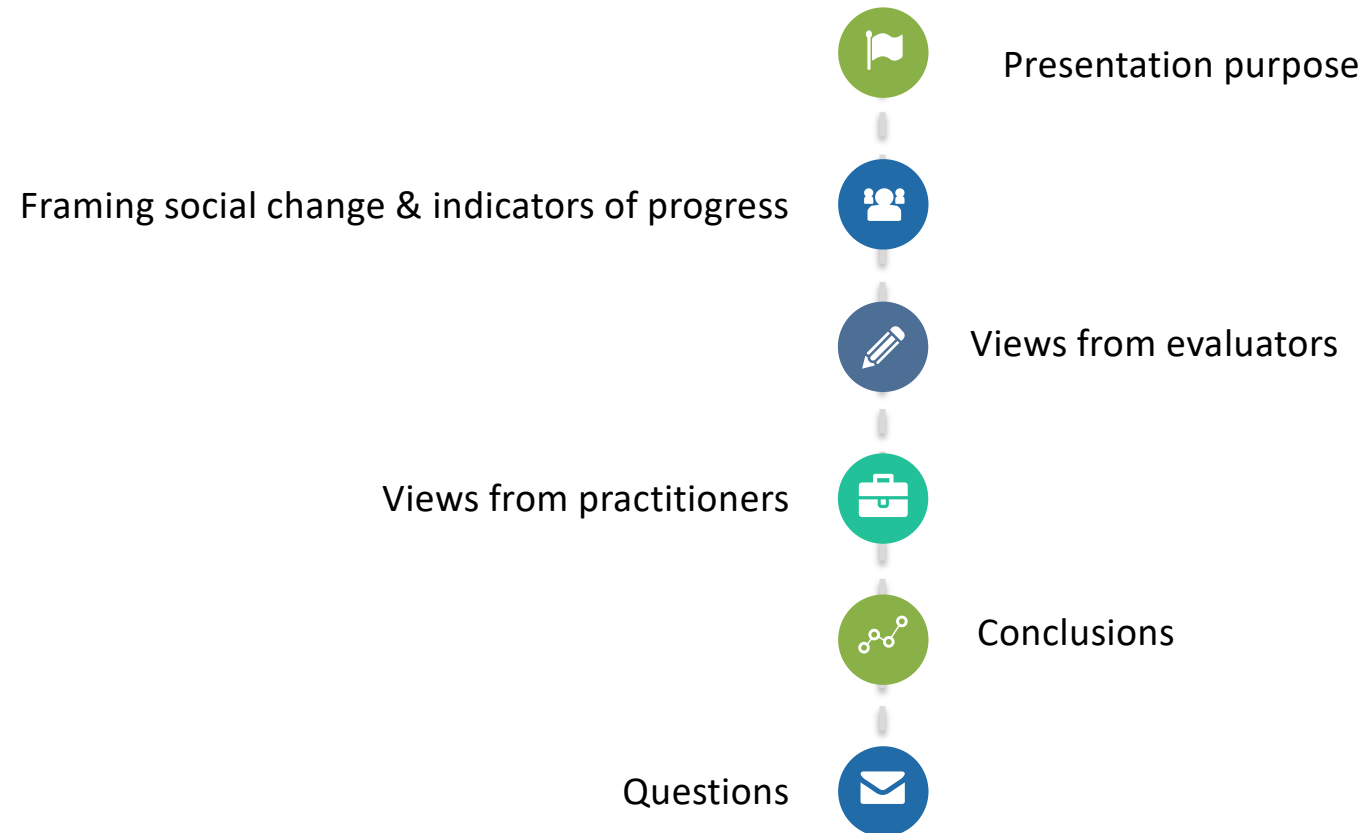 Presentation purpose
Framing social change & indicators of progress
Views from evaluators
Views from practitioners
Conclusions
Questions